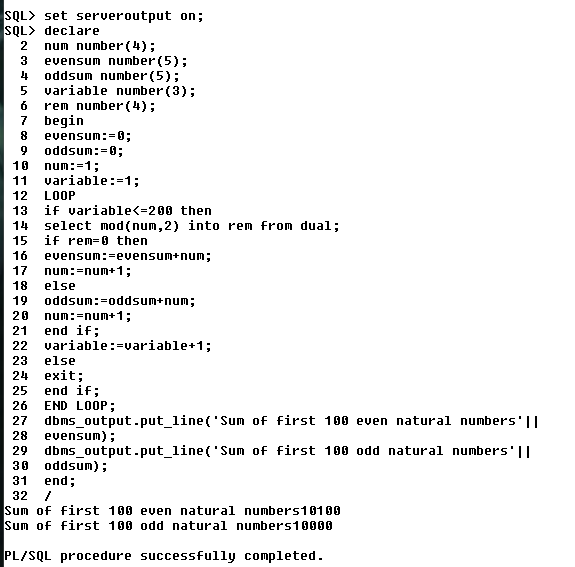 SQL> set serveroutput on;
SQL> declare
2 num number(4);
3 evensum number(5);
4 oddsum number(5);
5 variable number(3);
6 rem number(4);
7 begin
8 evensum:=0;
9 oddsum:=0;
10 num:=1;
11 variable:=1;
12 LOOP
13 if variable<=200 then
14 select mod(num,2) into rem from dual;
15 if rem=0 then
16 evensum:=evensum+num;
17 num:=num+1;
18 else
19 oddsum:=oddsum+num;
20 num:=num+1;
21 end if;
22 variable:=variable+1;
23 else
24 exit;
25 end if;
26 END LOOP;
27 dbms_output.put_line('Sum of first 100 even natural numbers'||
28 evensum);
29 dbms_output.put_line('Sum of first 100 odd natural numbers'||
30 oddsum);
31 end;
32 /
Sum of first 100 even natural numbers10100
Sum of first 100 odd natural numbers10000
PL/SQL procedure successfully completed.